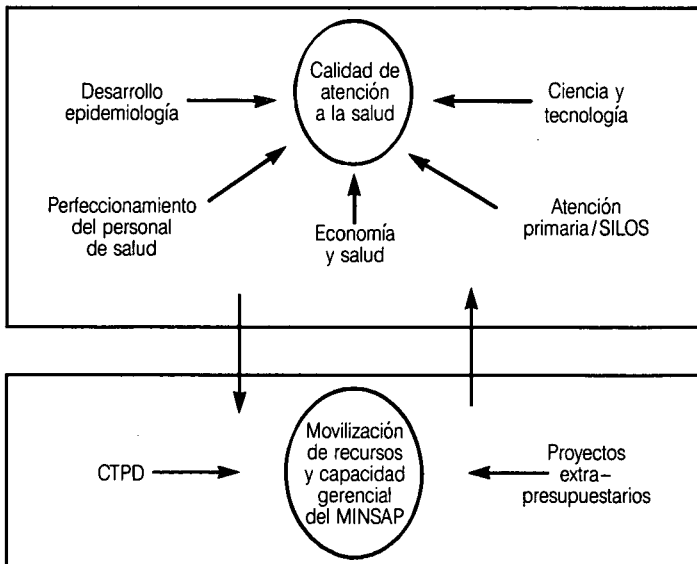 Calidad de
atención
a la salud
Desarrollo
epidemiología
Ciencia y
tecnología
Perfeccionamiento
del personal
de salud
Economía
y salud
Atención
primaria/SILOS
Movilización
de recursos
y capacidad
gerencial
del MINSAP
CTPD
Proyectos
extra–
presupuestarios